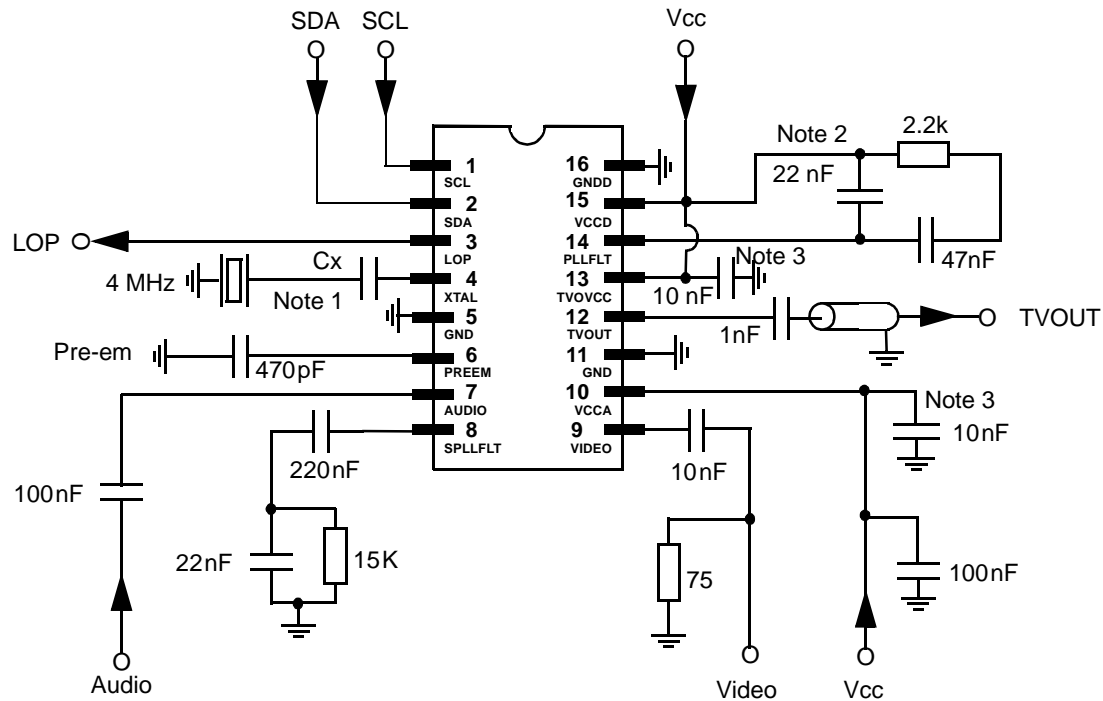 SDA SCL Vcc
Note 2 2.2k
1 16
SCL GNDD
22 nF
2 15
SDA VCCD
LOP 3 14
LOP PLLFLT
Note 3 47nF
4 MHz Cx 4 13
Note 1 XTAL TVOVCC 10 nF
5 12 TVOUT
GND TVOUT 1nF
Pre-em 6 11
470pF PREEM GND
7 10
AUDIO VCCA Note 3
8 9 10nF
SPLLFLT VIDEO
220nF 10nF
100nF
22nF 15K 75 100nF
Audio Video Vcc